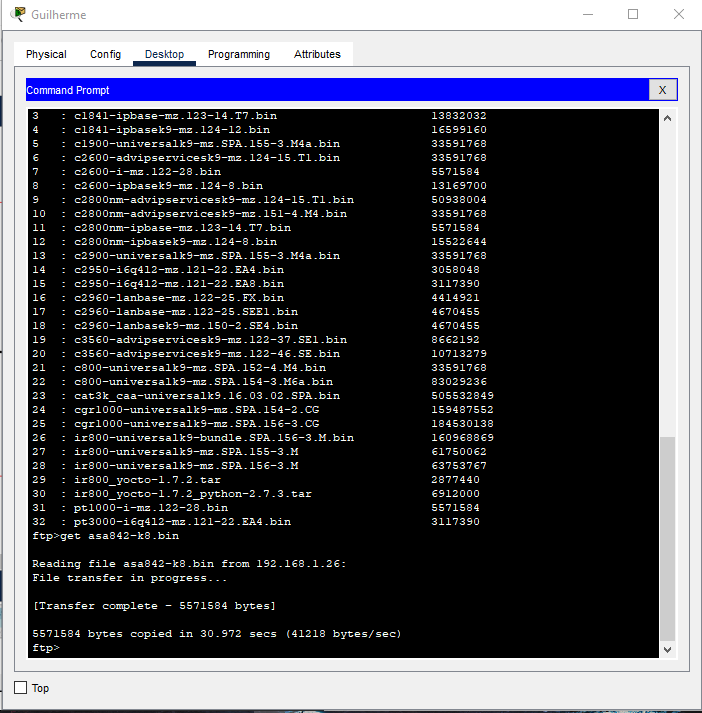 Guilherme
Physical Config Desktop Programming Attributes
Command Prompt X
3 : c1841-ipbase-mz.123-14.T7.bin 13832032
4 : c1841-ipbasek9-mz.124-12.bin 16599160
5 : c1900-universalk9-mz.SPA.155-3.M4a.bin 33591768
6 : c2600-advipservicesk9-mz.124-15.T1.bin 33591768
7 : c2600-i-mz.122-28.bin 5571584
8 : c2600-ipbasek9-mz.124-8.bin 13169700
9 : c2800nm-advipservicesk9-mz.124-15.T1.bin 50938004
10 : c2800nm-advipservicesk9-mz.151-4.M4.bin 33591768
11 : c2800nm-ipbase-mz.123-14.T7.bin 5571584
12 : c2800nm-ipbasek9-mz.124-8.bin 15522644
13 : c2900-universalk9-mz.SPA.155-3.M4a.bin 33591768
14 : c2950-i6q4l2-mz.121-22.EA4.bin 3058048
15 : c2950-i6q4l2-mz.121-22.EA8.bin 3117390
16 : c2960-lanbase-mz.122-25.FX.bin 4414921
17 : c2960-lanbase-mz.122-25.SEE1.bin 4670455
18 : c2960-lanbasek9-mz.150-2.SE4.bin 4670455
19 : c3560-advipservicesk9-mz.122-37.SE1.bin 8662192
20 : c3560-advipservicesk9-mz.122-46.SE.bin 10713279
21 : c800-universalk9-mz.SPA.152-4.M4.bin 33591768
22 : c800-universalk9-mz.SPA.154-3.M6a.bin 83029236
23 : cat3k_caa-universalk9.16.03.02.SPA.bin 505532849
24 : cgr1000-universalk9-mz.SPA.154-2.CG 159487552
25 : cgr1000-universalk9-mz.SPA.156-3.CG 184530138
26 : ir800-universalk9-bundle.SPA.156-3.M.bin 160968869
27 : ir800-universalk9-mz.SPA.155-3.M 61750062
28 : ir800-universalk9-mz.SPA.156-3.M 63753767
29 : ir800_yocto-1.7.2.tar 2877440
30 : ir800_yocto-1.7.2_python-2.7.3.tar 6912000
31 : pt1000-i-mz.122-28.bin 5571584
32 : pt3000-i6q4l2-mz.121-22.EA4.bin 3117390
ftp>get asa842-k8.bin
Reading file asa842-k8.bin from 192.168.1.26:
File transfer in progress...
[Transfer complete - 5571584 bytes]
5571584 bytes copied in 30.972 secs (41218 bytes/sec)
ftp>
Top